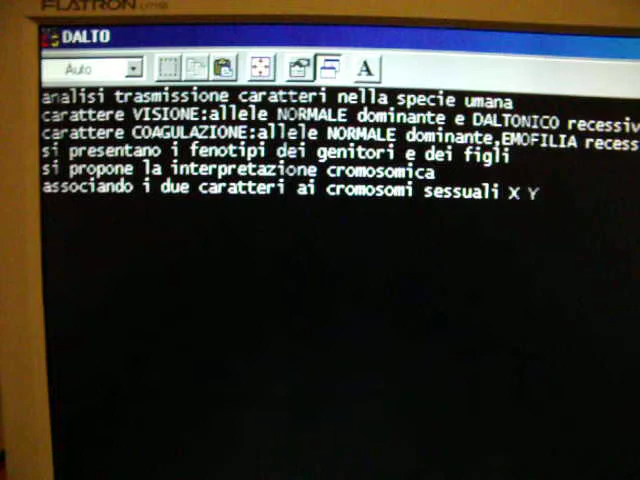 FLATRON
DALTO
Auto
A
analisi trasmissione caratteri nella specie umana
carattere VISIONE:allele NORMALE dominante e DALTONICO recessiv
carattere COAGULAZIONE:allele NORMALE dominante,EMOFILIA recess
si presentano i fenotipi dei genitori e dei figli
si propone la interpretazione cromosomica
associando i due caratteri ai cromosomi sessuali X Y